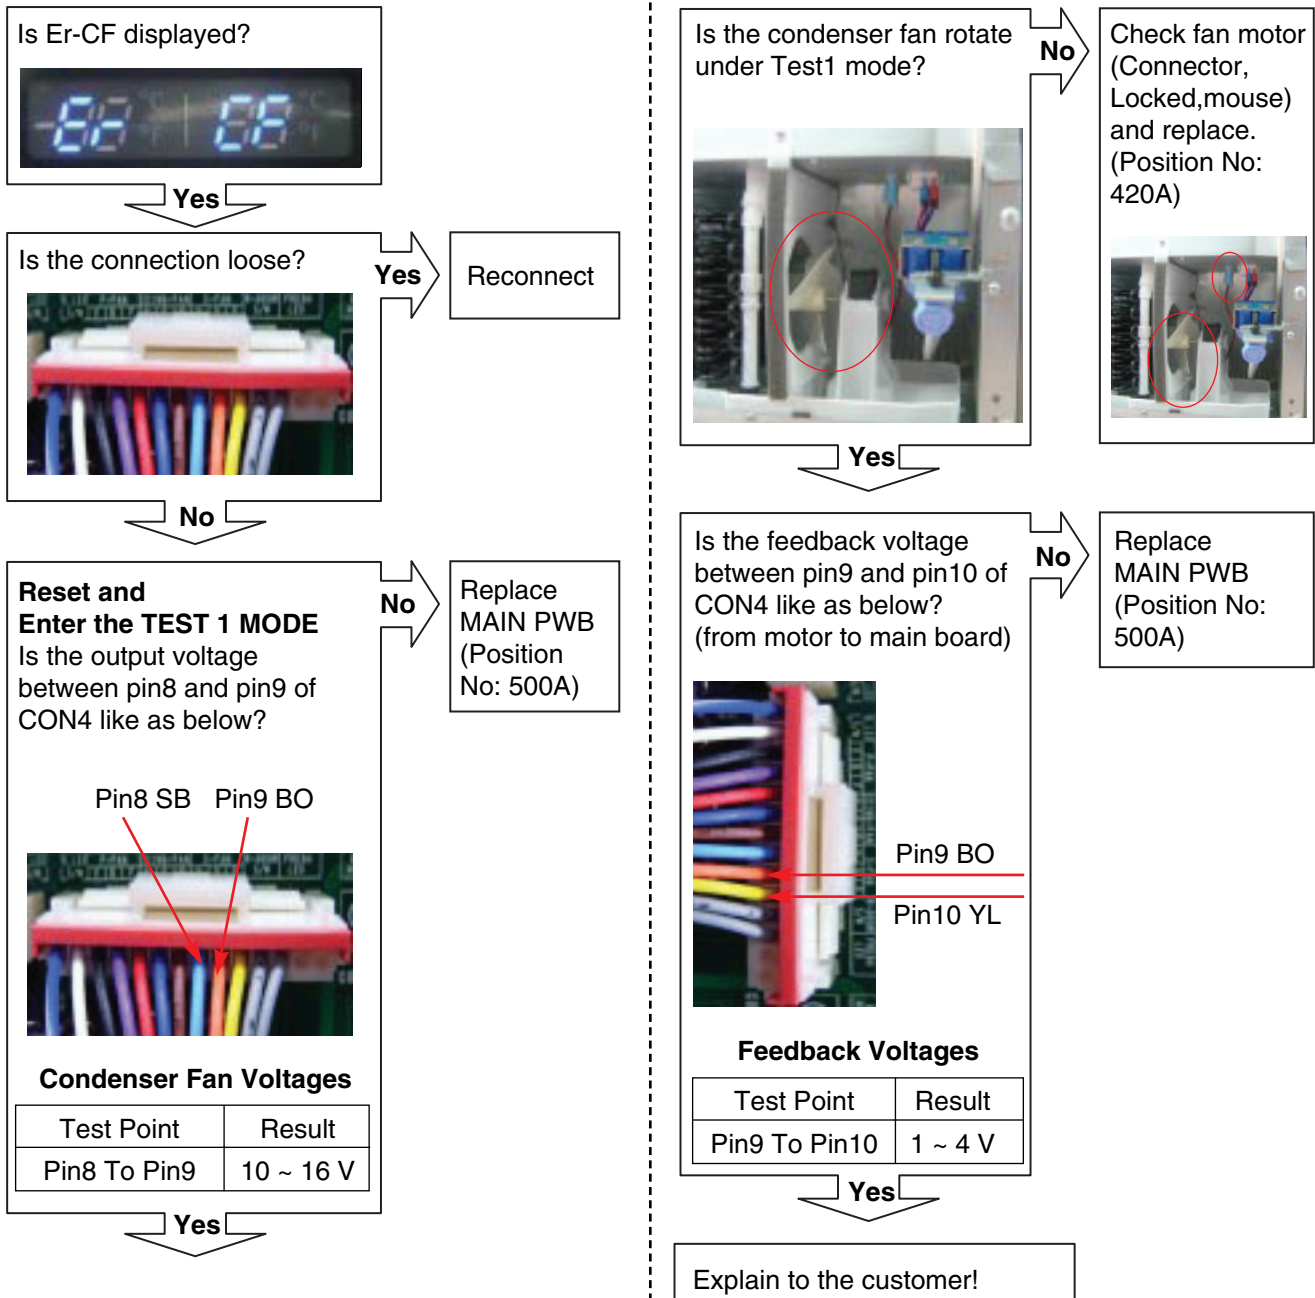 Is Er-CF displayed?
Er CF
Yes
Is the connection loose?
Yes
Reconnect
No
Reset and
Enter the TEST 1 MODE
Is the output voltage
between pin8 and pin9 of
CON4 like as below?
No
Replace
MAIN PWB
(Position
No: 500A)
Pin8 SB Pin9 BO
Condenser Fan Voltages
Test Point Result
Pin8 To Pin9 10 ~ 16 V
Yes
Is the condenser fan rotate
under Test1 mode?
No
Check fan motor
(Connector,
Locked,mouse)
and replace.
(Position No:
420A)
Yes
Is the feedback voltage
between pin9 and pin10 of
CON4 like as below?
(from motor to main board)
No
Replace
MAIN PWB
(Position No:
500A)
Pin9 BO
Pin10 YL
Feedback Voltages
Test Point Result
Pin9 To Pin10 1 ~ 4 V
Yes
Explain to the customer!